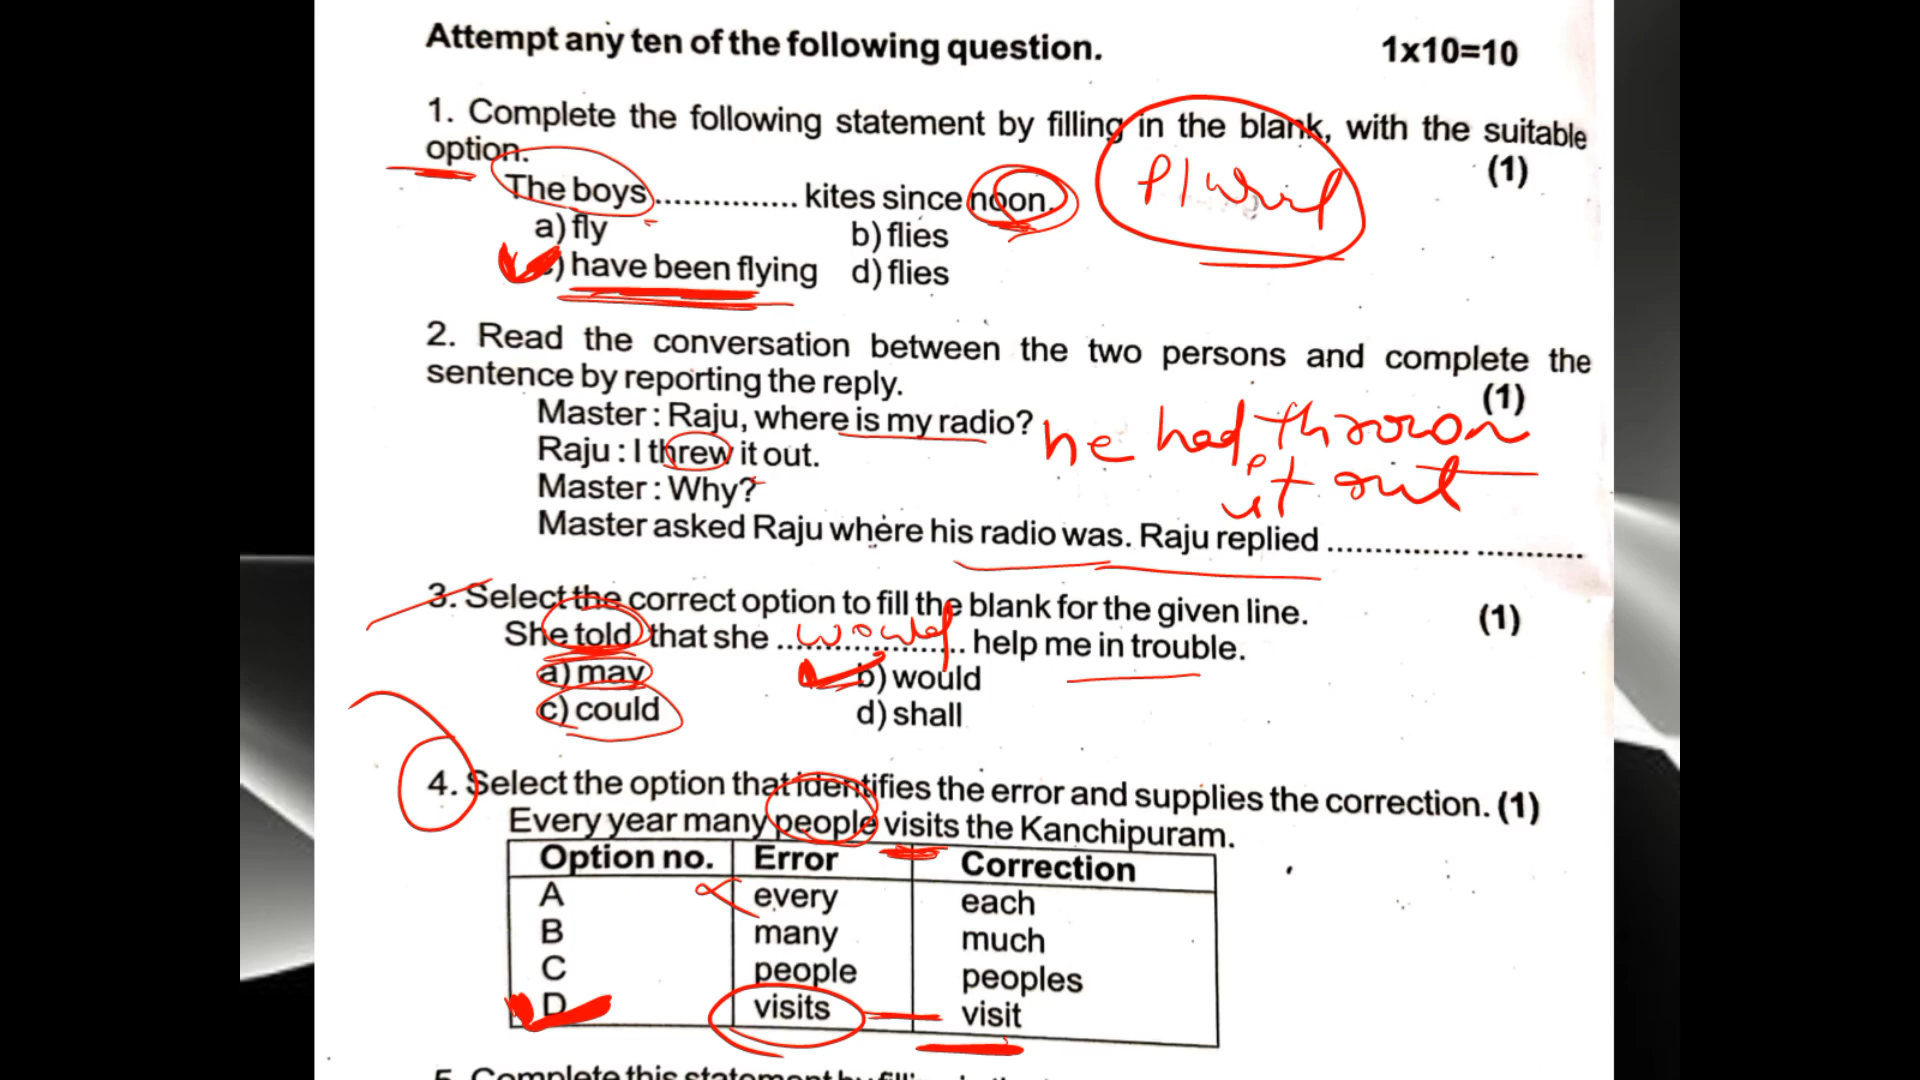 Attempt any ten of the following question. 1x10=10
1. Complete the following statement by filling in the blank, with the suitable
option. (1)
plural
The boys............... kites since noon.
a) fly b) flies
c) have been flying d) flies
2. Read the conversation between the two persons and complete the
sentence by reporting the reply. (1)
Master : Raju, where is my radio?
he had thrown
Raju : I threw it out.
it out
Master : Why?
Master asked Raju where his radio was. Raju replied ............... ...........
3. Select the correct option to fill the blank for the given line. (1)
She told that she ....would.... help me in trouble.
a) may b) would
c) could d) shall
4. Select the option that identifies the error and supplies the correction. (1)
Every year many people visits the Kanchipuram.
Option no. Error Correction
A every each
B many much
C people peoples
D visits visit
5. Complete this statement by